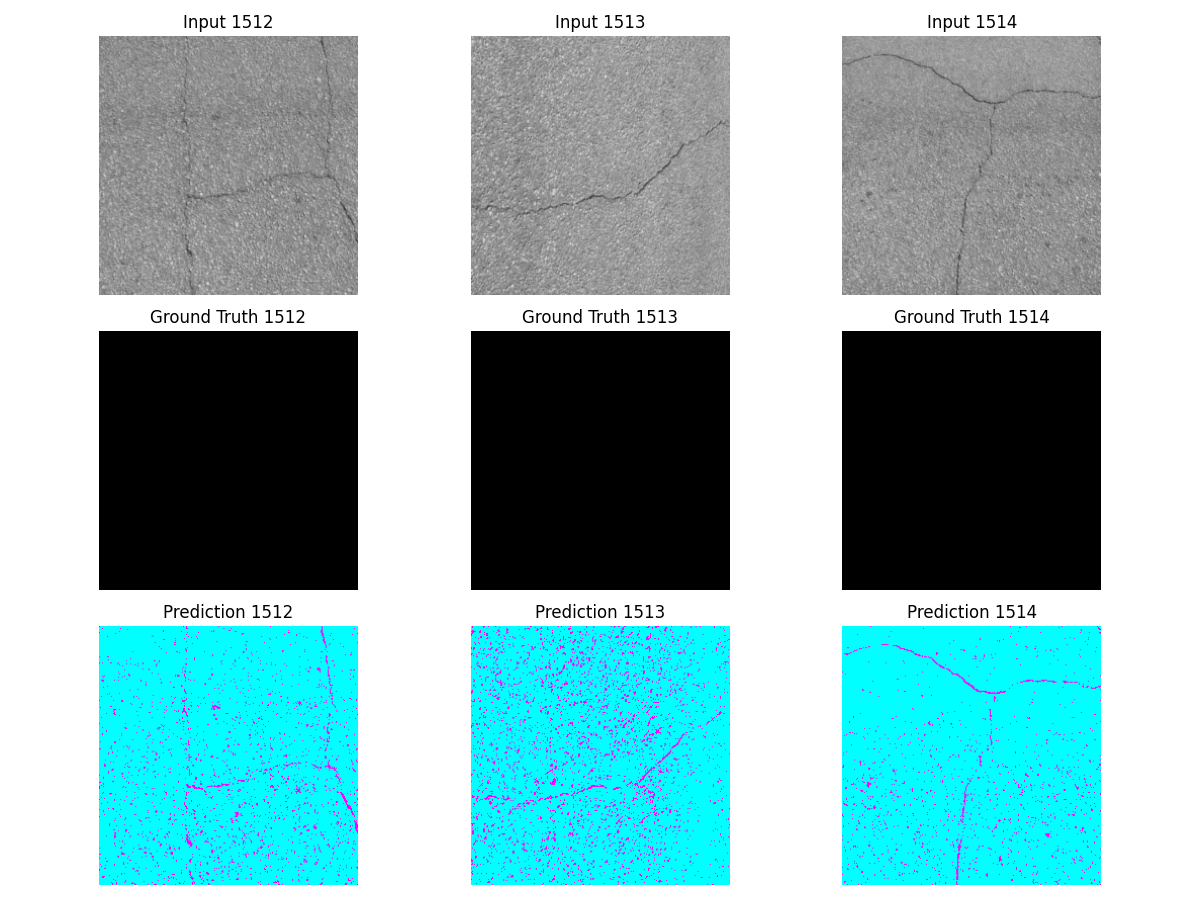 Input 1512
Input 1513
Input 1514
Ground Truth 1512
Ground Truth 1513
Ground Truth 1514
Prediction 1512
Prediction 1513
Prediction 1514